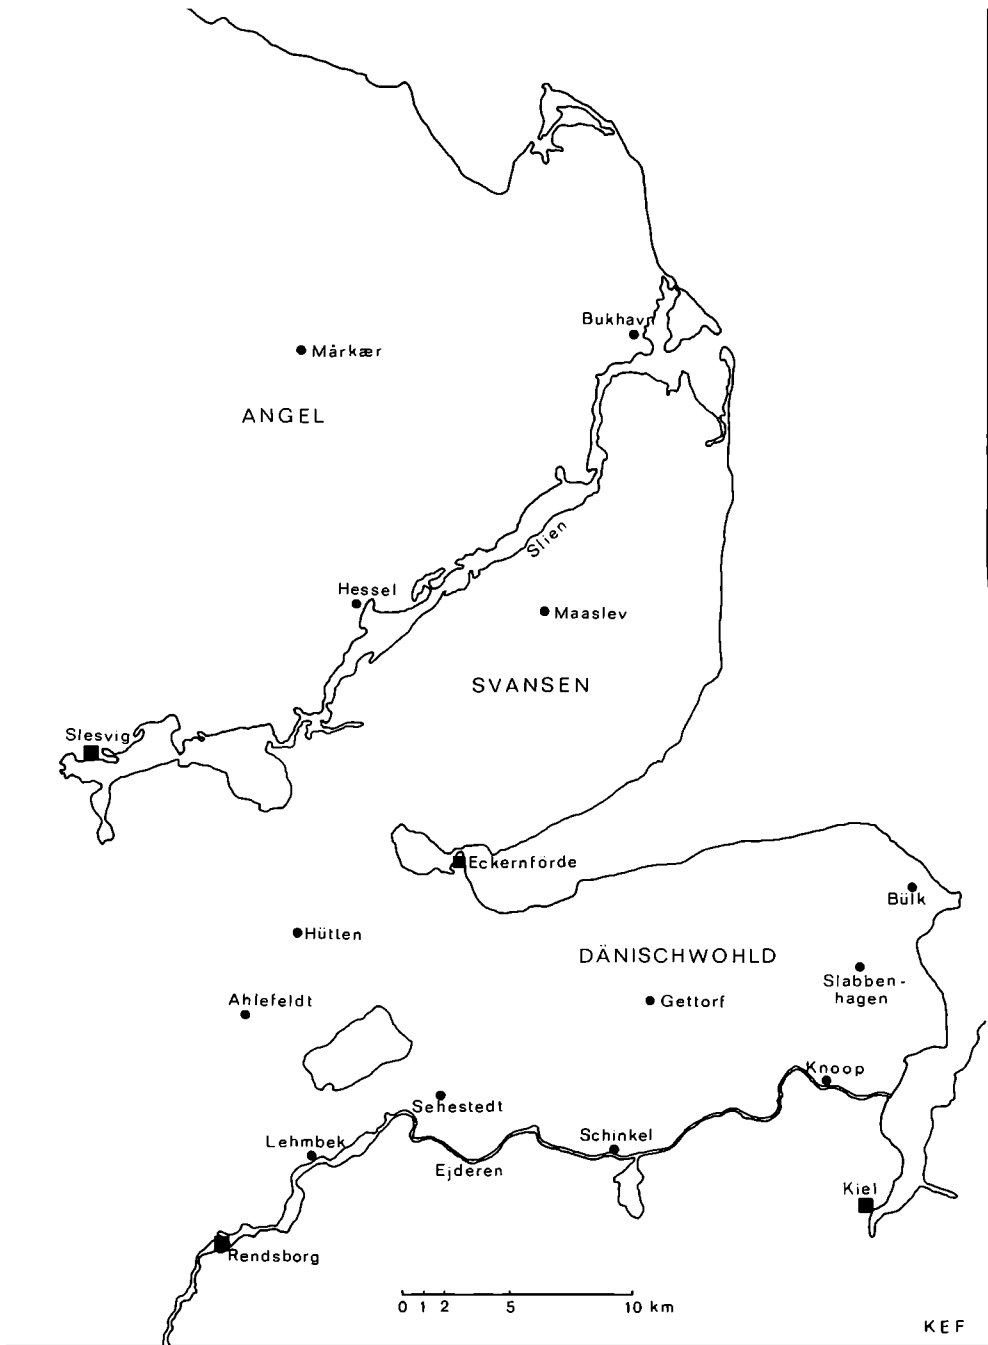 Bukhavn
Mårkær
ANGEL
Slien
Hessel
Maaslev
SVANSEN
Slesvig
Eckernförde
Bülk
Hütten
DÄNISCHWOHLD
Slabben-
hagen
Ahlefeldt
Gettorf
Knoop
Sehestedt
Lehmbek
Schinkel
Ejderen
Kiel
Rendsborg
0 1 2 5 10 km
KEF